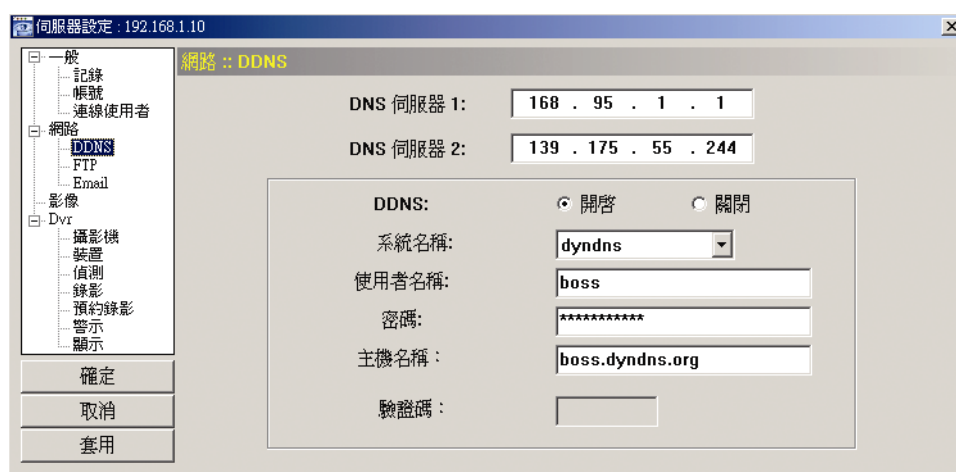 伺服器設定 : 192.168.1.10
一般
記錄
帳號
連線使用者
網路
DDNS
FTP
Email
影像
Dvr
攝影機
裝置
偵測
錄影
預約錄影
警示
顯示
確定
取消
套用
網路 :: DDNS
DNS 伺服器 1: 168 . 95 . 1 . 1
DNS 伺服器 2: 139 . 175 . 55 . 244
DDNS: 開啓 關閉
系統名稱: dyndns
使用者名稱: boss
密碼: ***********
主機名稱： boss.dyndns.org
驗證碼：